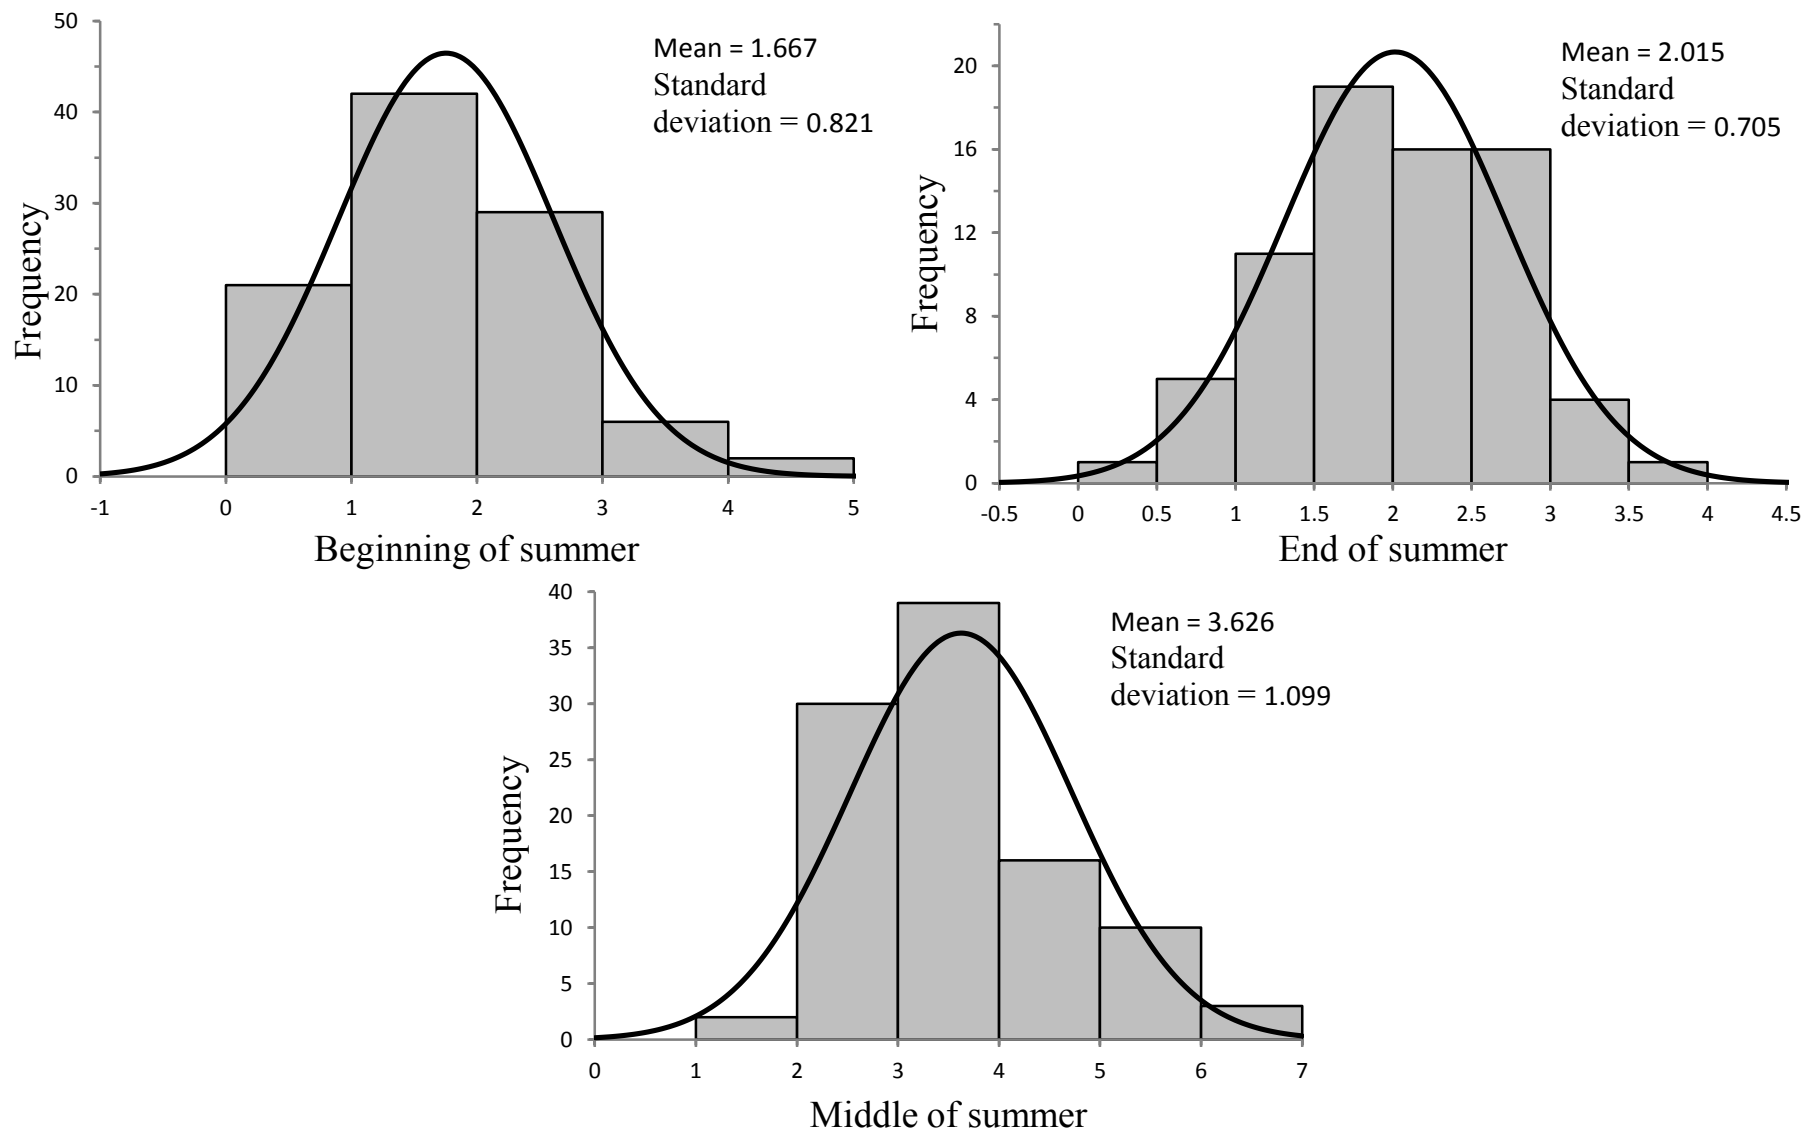 50
40
30
20
10
0
Frequency
Mean = 1.667
Standard
deviation = 0.821
-1 0 1 2 3 4 5
Beginning of summer
20
16
12
8
4
0
Frequency
Mean = 2.015
Standard
deviation = 0.705
-0.5 0 0.5 1 1.5 2 2.5 3 3.5 4 4.5
End of summer
40
35
30
25
20
15
10
5
0
Frequency
Mean = 3.626
Standard
deviation = 1.099
0 1 2 3 4 5 6 7
Middle of summer